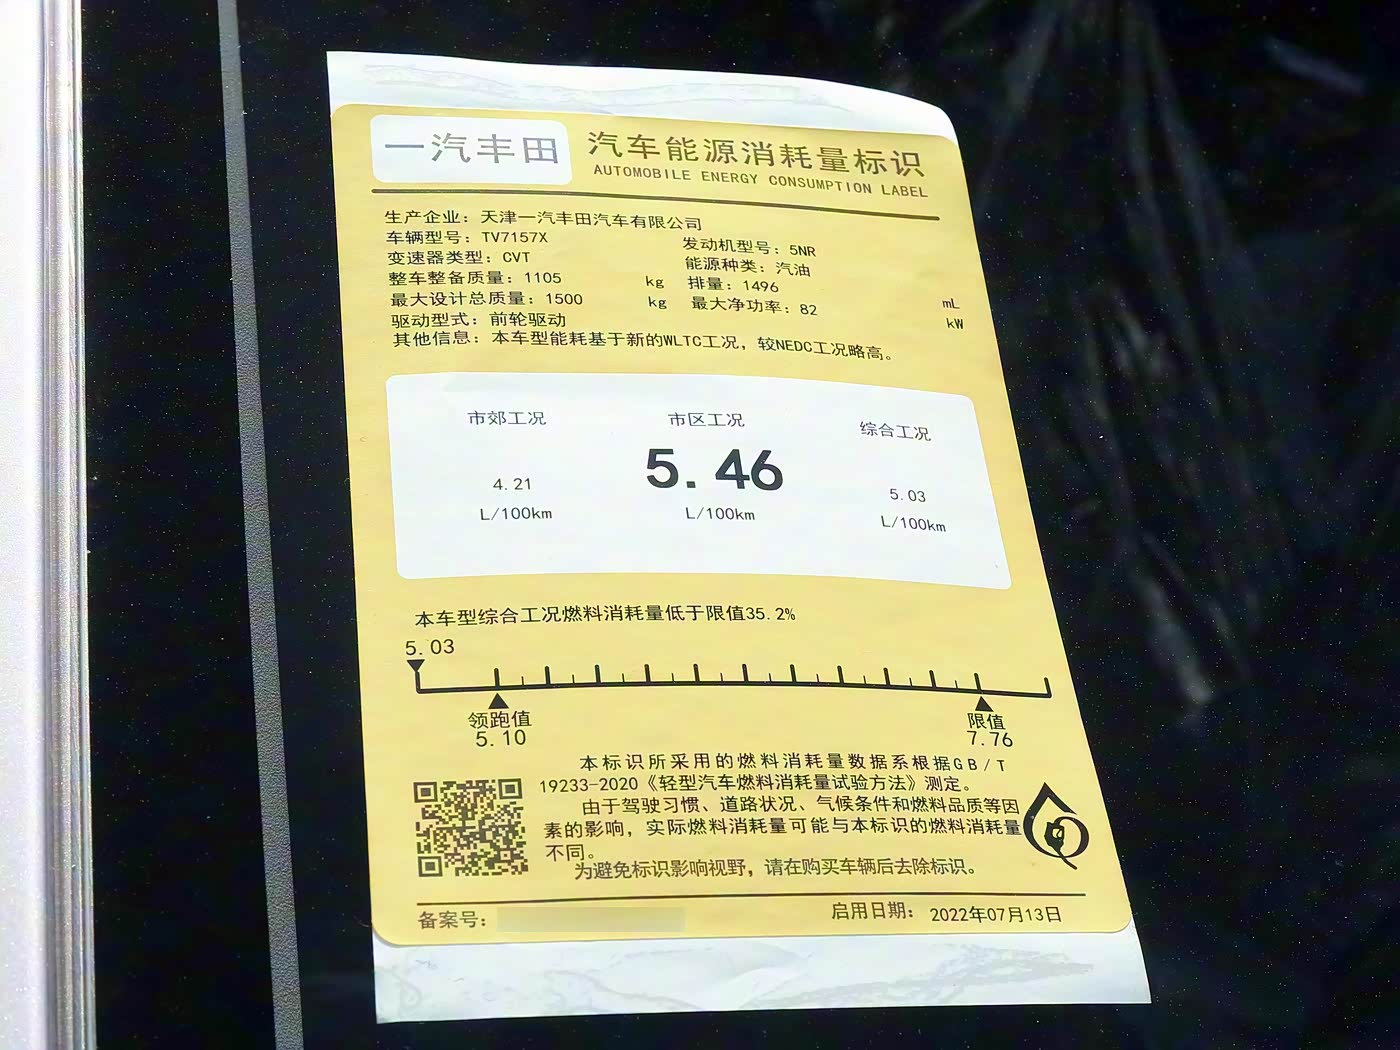 一汽丰田
汽车能源消耗量标识
AUTOMOBILE ENERGY CONSUMPTION LABEL
生产企业：天津一汽丰田汽车有限公司
车辆型号：TV7157X 发动机型号：5NR
变速器类型：CVT 能源种类：汽油
整车整备质量：1105 kg 排量：1496 mL
最大设计总质量：1500 kg 最大净功率：82 kW
驱动型式：前轮驱动
其他信息：本车型能耗基于新的WLTC工况，较NEDC工况略高。
市郊工况 市区工况 综合工况
4.21 5.46 5.03
L/100km L/100km L/100km
本车型综合工况燃料消耗量低于限值35.2%
5.03
领跑值 限值
5.10 7.76
本标识所采用的燃料消耗量数据系根据GB/T
19233-2020《轻型汽车燃料消耗量试验方法》测定。
由于驾驶习惯、道路状况、气候条件和燃料品质等因
素的影响，实际燃料消耗量可能与本标识的燃料消耗量
不同。
为避免标识影响视野，请在购买车辆后去除标识。
备案号： 启用日期：2022年07月13日